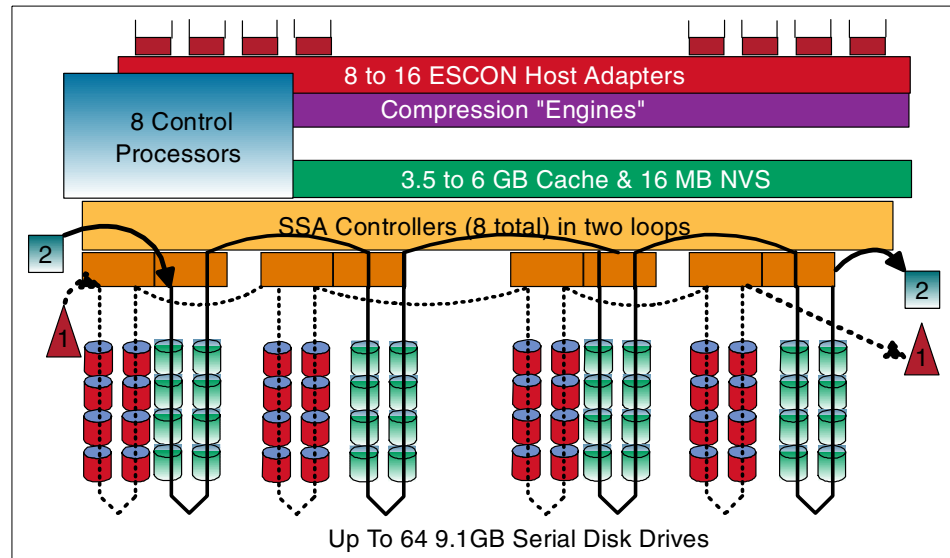 8 to 16 ESCON Host Adapters
Compression "Engines"
8 Control
Processors
3.5 to 6 GB Cache & 16 MB NVS
SSA Controllers (8 total) in two loops
2
2
1
1
Up To 64 9.1GB Serial Disk Drives